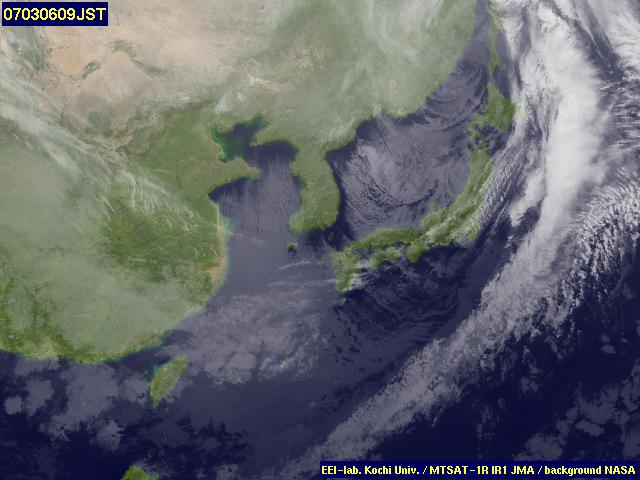 07030609JST
EEI-lab. Kochi Univ. / MTSAT-1R IR1 JMA / background NASA